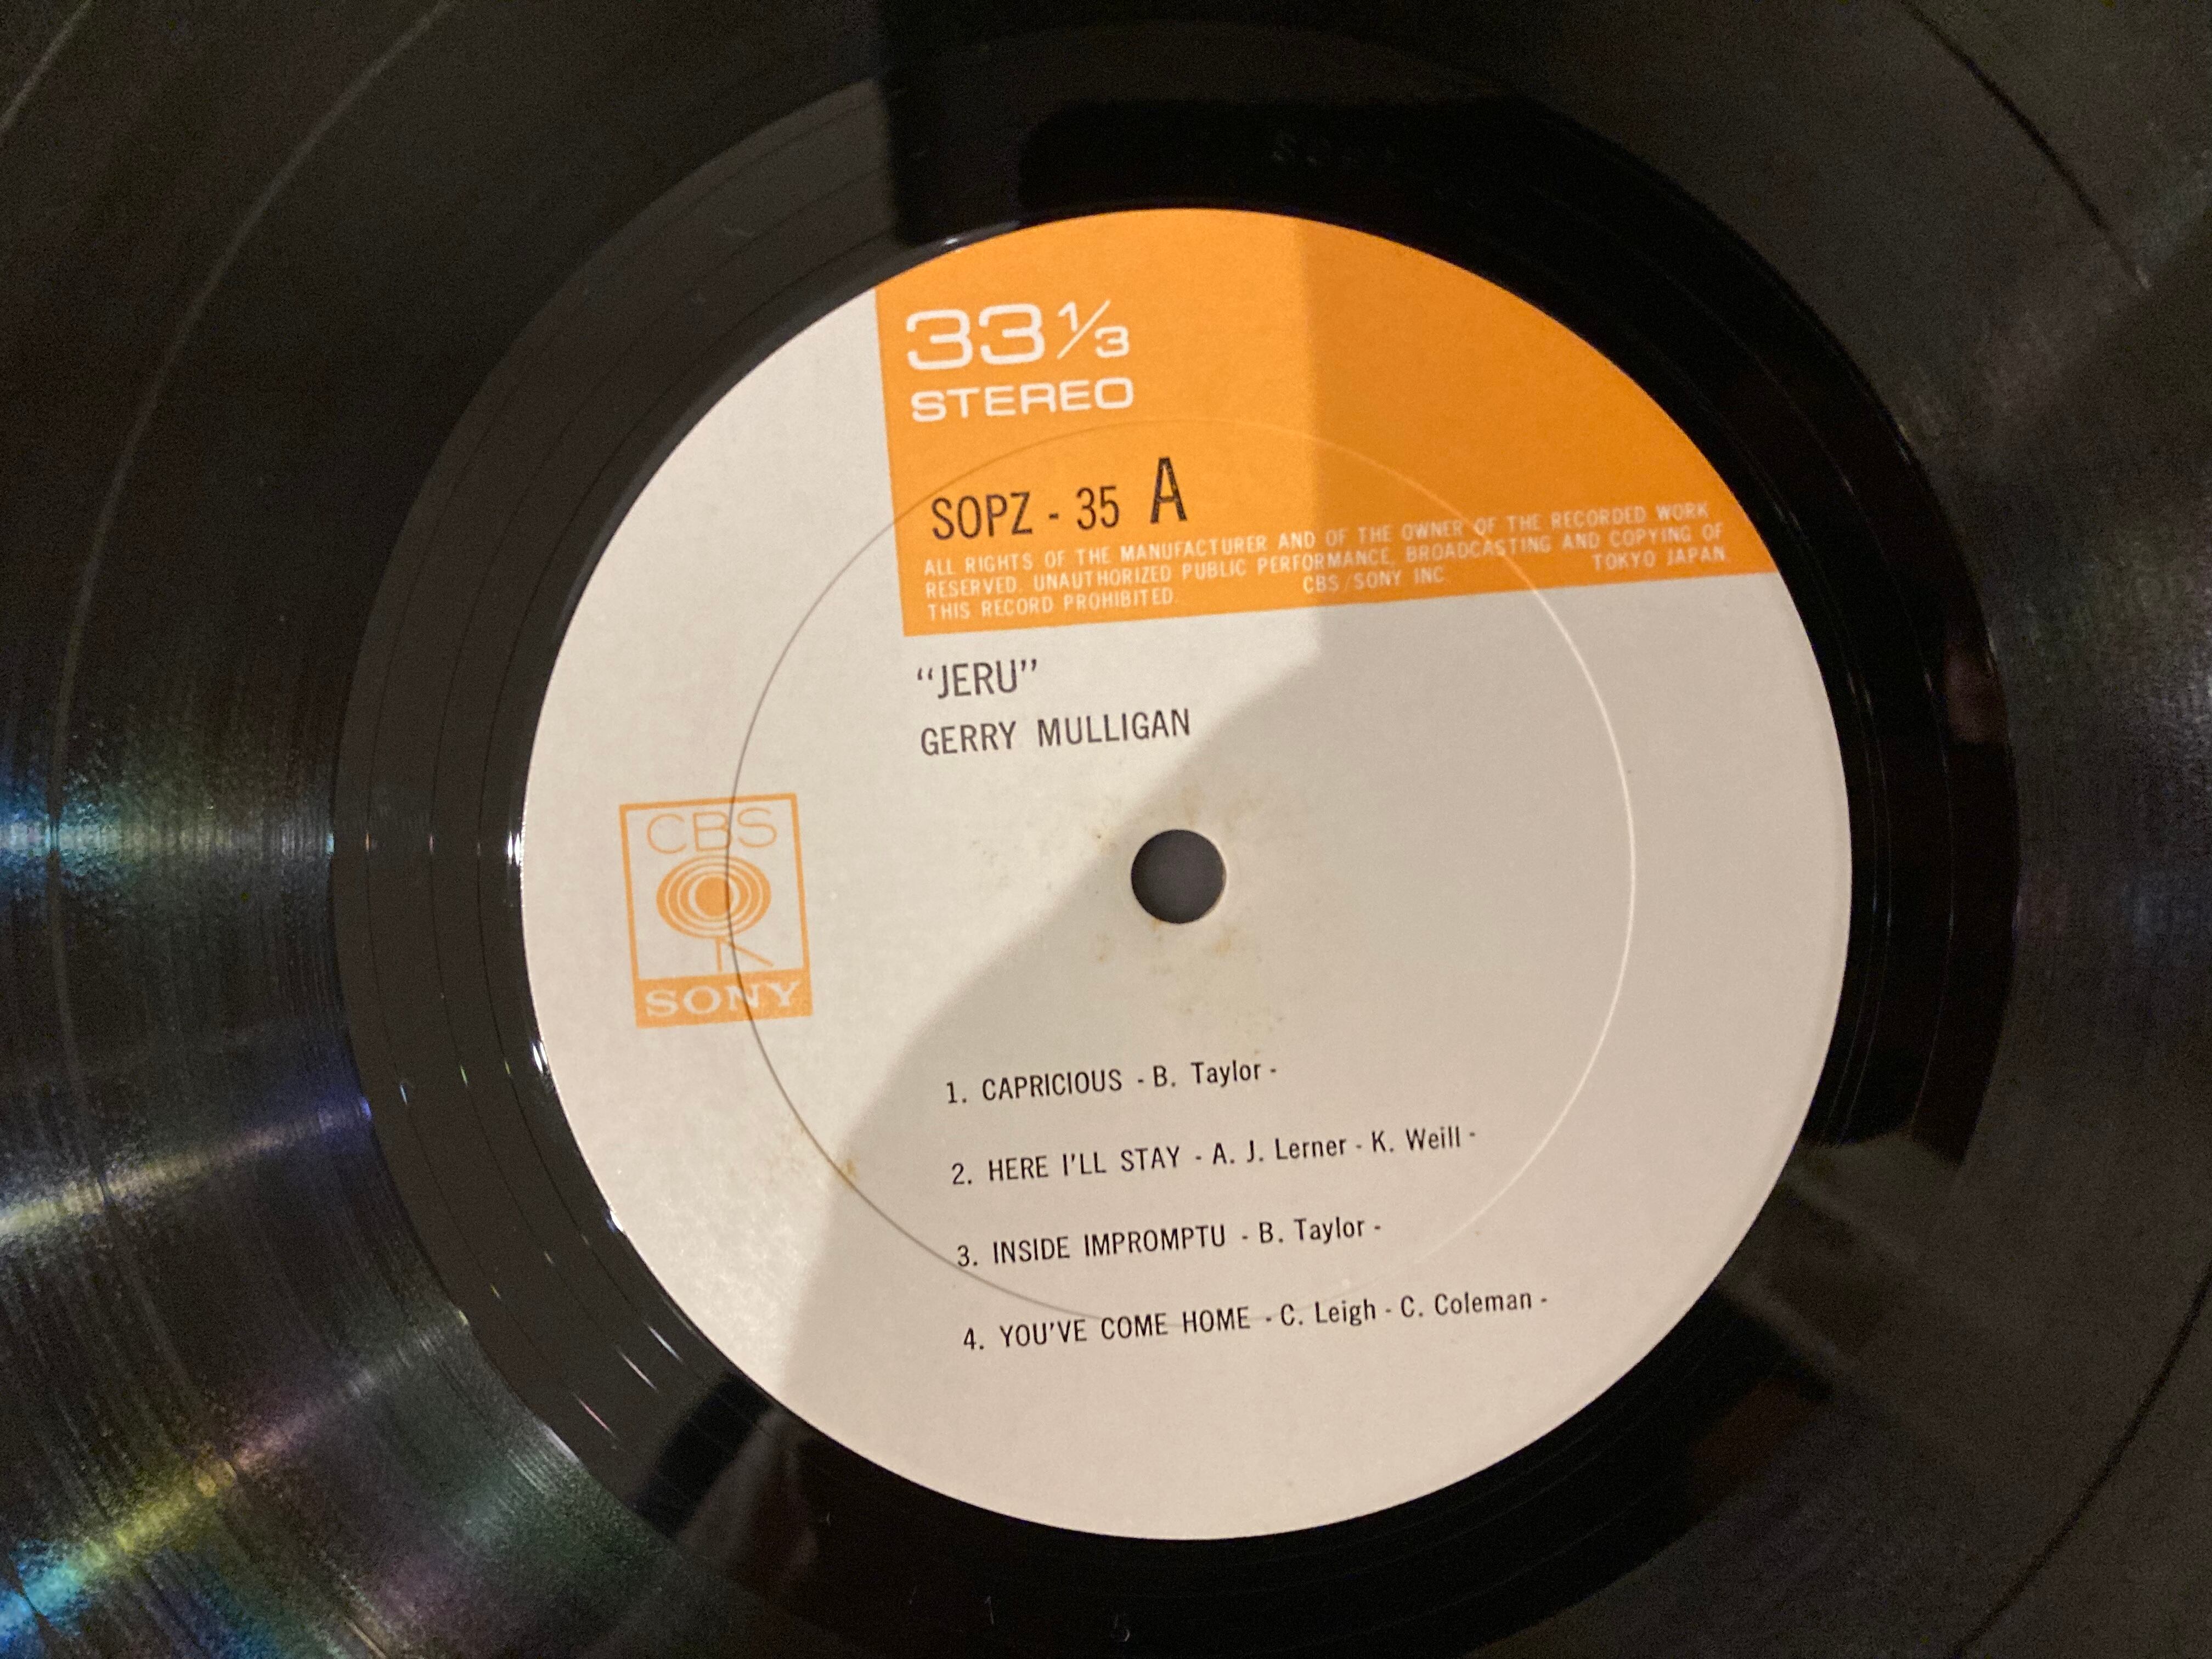 33 1/3
STEREO
SOPZ - 35 A
ALL RIGHTS OF THE MANUFACTURER AND OF THE OWNER OF THE RECORDED WORK
RESERVED. UNAUTHORIZED PUBLIC PERFORMANCE, BROADCASTING AND COPYING OF
THIS RECORD PROHIBITED. CBS/SONY INC. TOKYO JAPAN
"JERU"
GERRY MULLIGAN
CBS
SONY
1. CAPRICIOUS - B. Taylor -
2. HERE I'LL STAY - A. J. Lerner - K. Weill -
3. INSIDE IMPROMPTU - B. Taylor -
4. YOU'VE COME HOME - C. Leigh - C. Coleman -